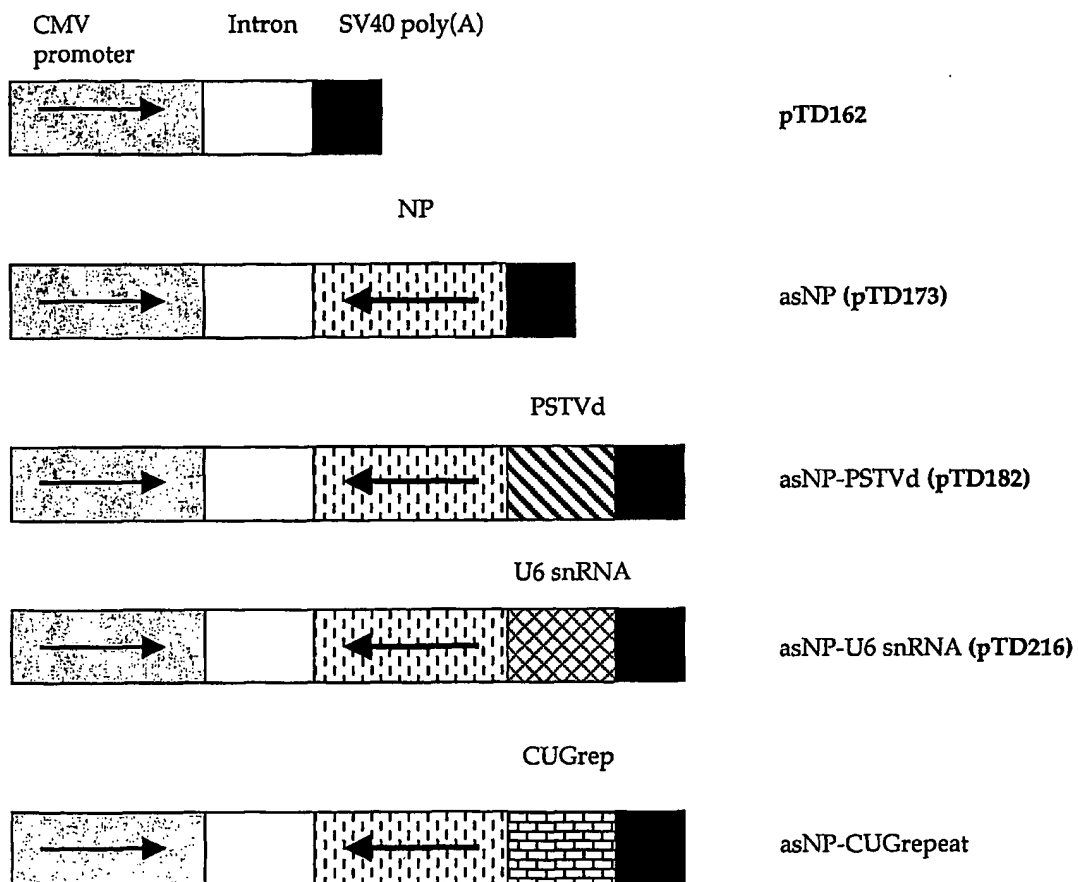 CMV promoter Intron SV40 poly(A)
pTD162
NP
asNP (pTD173)
PSTVd
asNP-PSTVd (pTD182)
U6 snRNA
asNP-U6 snRNA (pTD216)
CUGrep
asNP-CUGrepeat